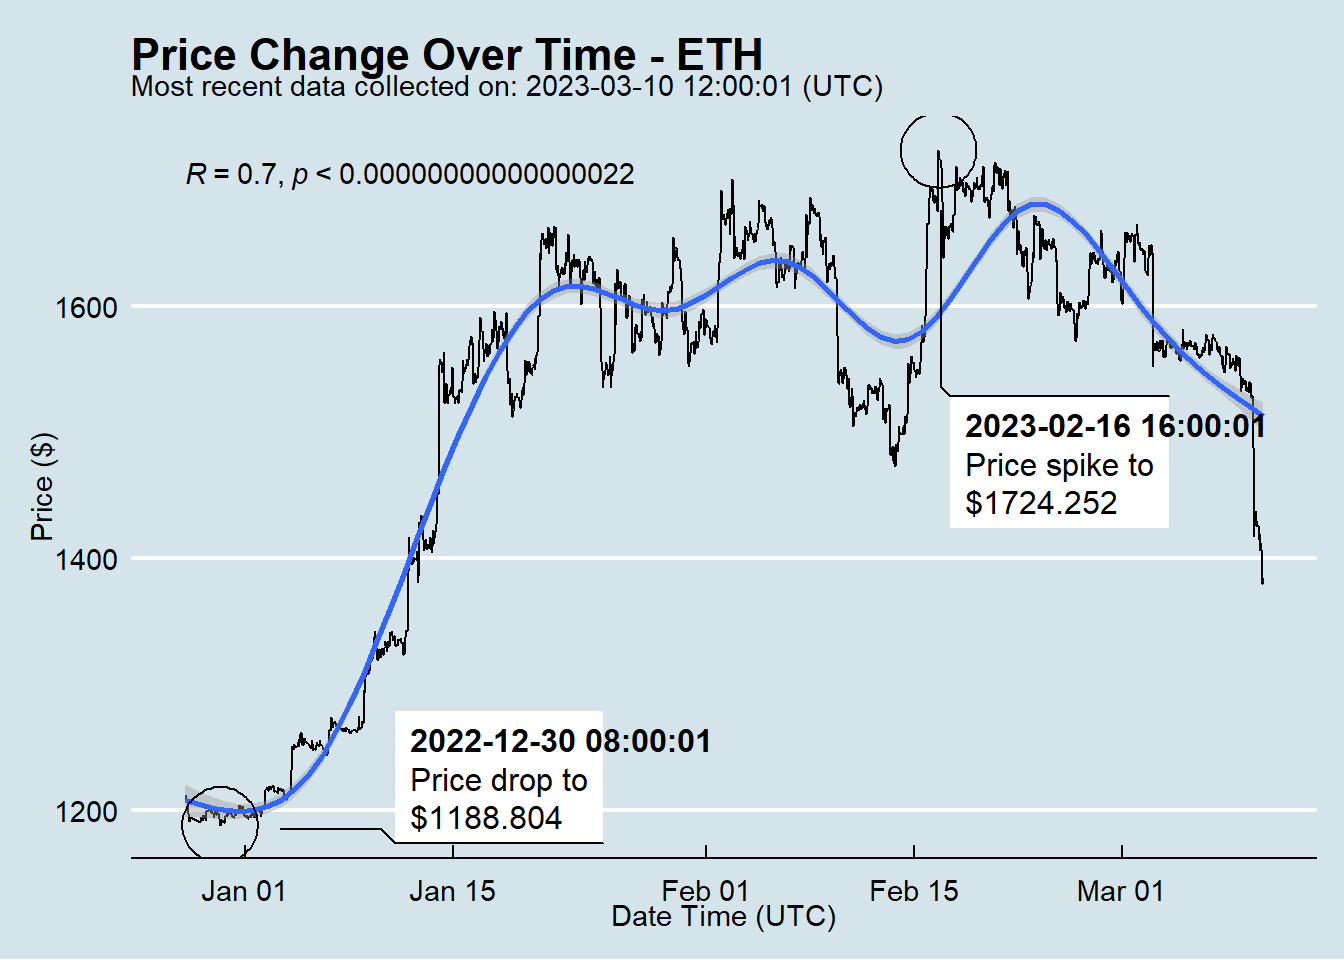 Price Change Over Time - ETH
Most recent data collected on: 2023-03-10 12:00:01 (UTC)
R = 0.7, p < 0.00000000000000022
1600
1400
1200
Price ($)
2023-02-16 16:00:01
Price spike to
$1724.252
2022-12-30 08:00:01
Price drop to
$1188.804
Jan 01
Jan 15
Feb 01
Feb 15
Mar 01
Date Time (UTC)